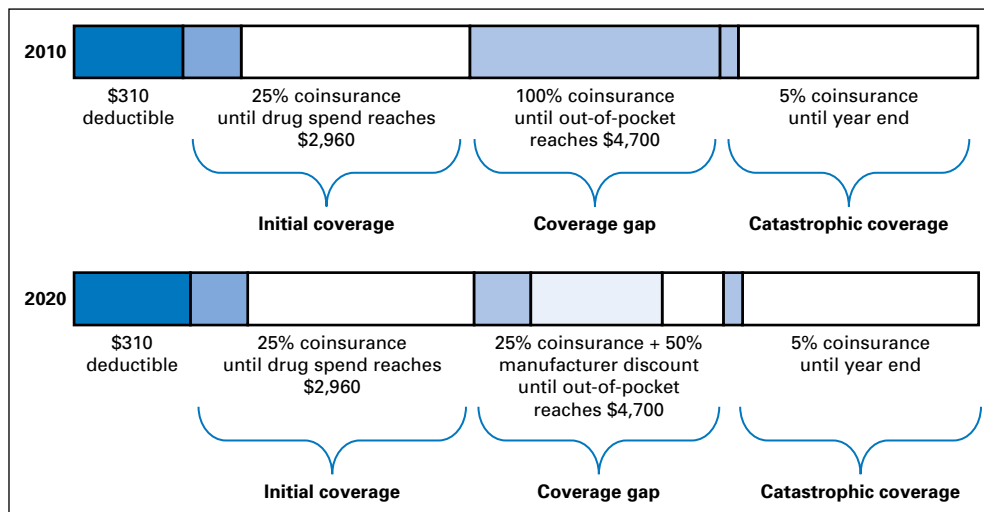 2010
$310
deductible
25% coinsurance
until drug spend reaches
$2,960
100% coinsurance
until out-of-pocket
reaches $4,700
5% coinsurance
until year end
Initial coverage
Coverage gap
Catastrophic coverage
2020
$310
deductible
25% coinsurance
until drug spend reaches
$2,960
25% coinsurance + 50%
manufacturer discount
until out-of-pocket
reaches $4,700
5% coinsurance
until year end
Initial coverage
Coverage gap
Catastrophic coverage